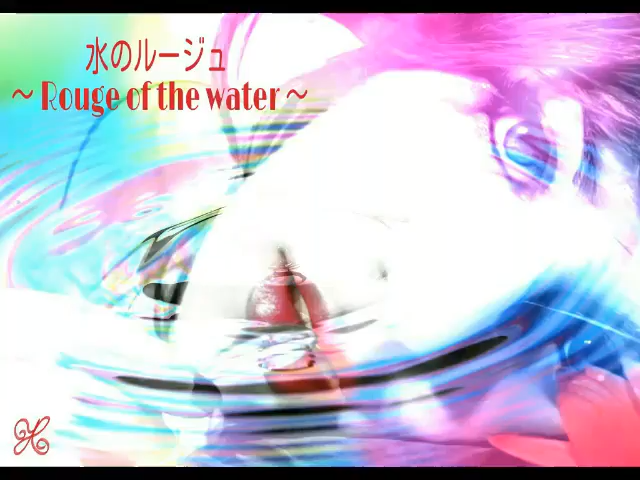 水のルージュ
～ Rouge of the water ～